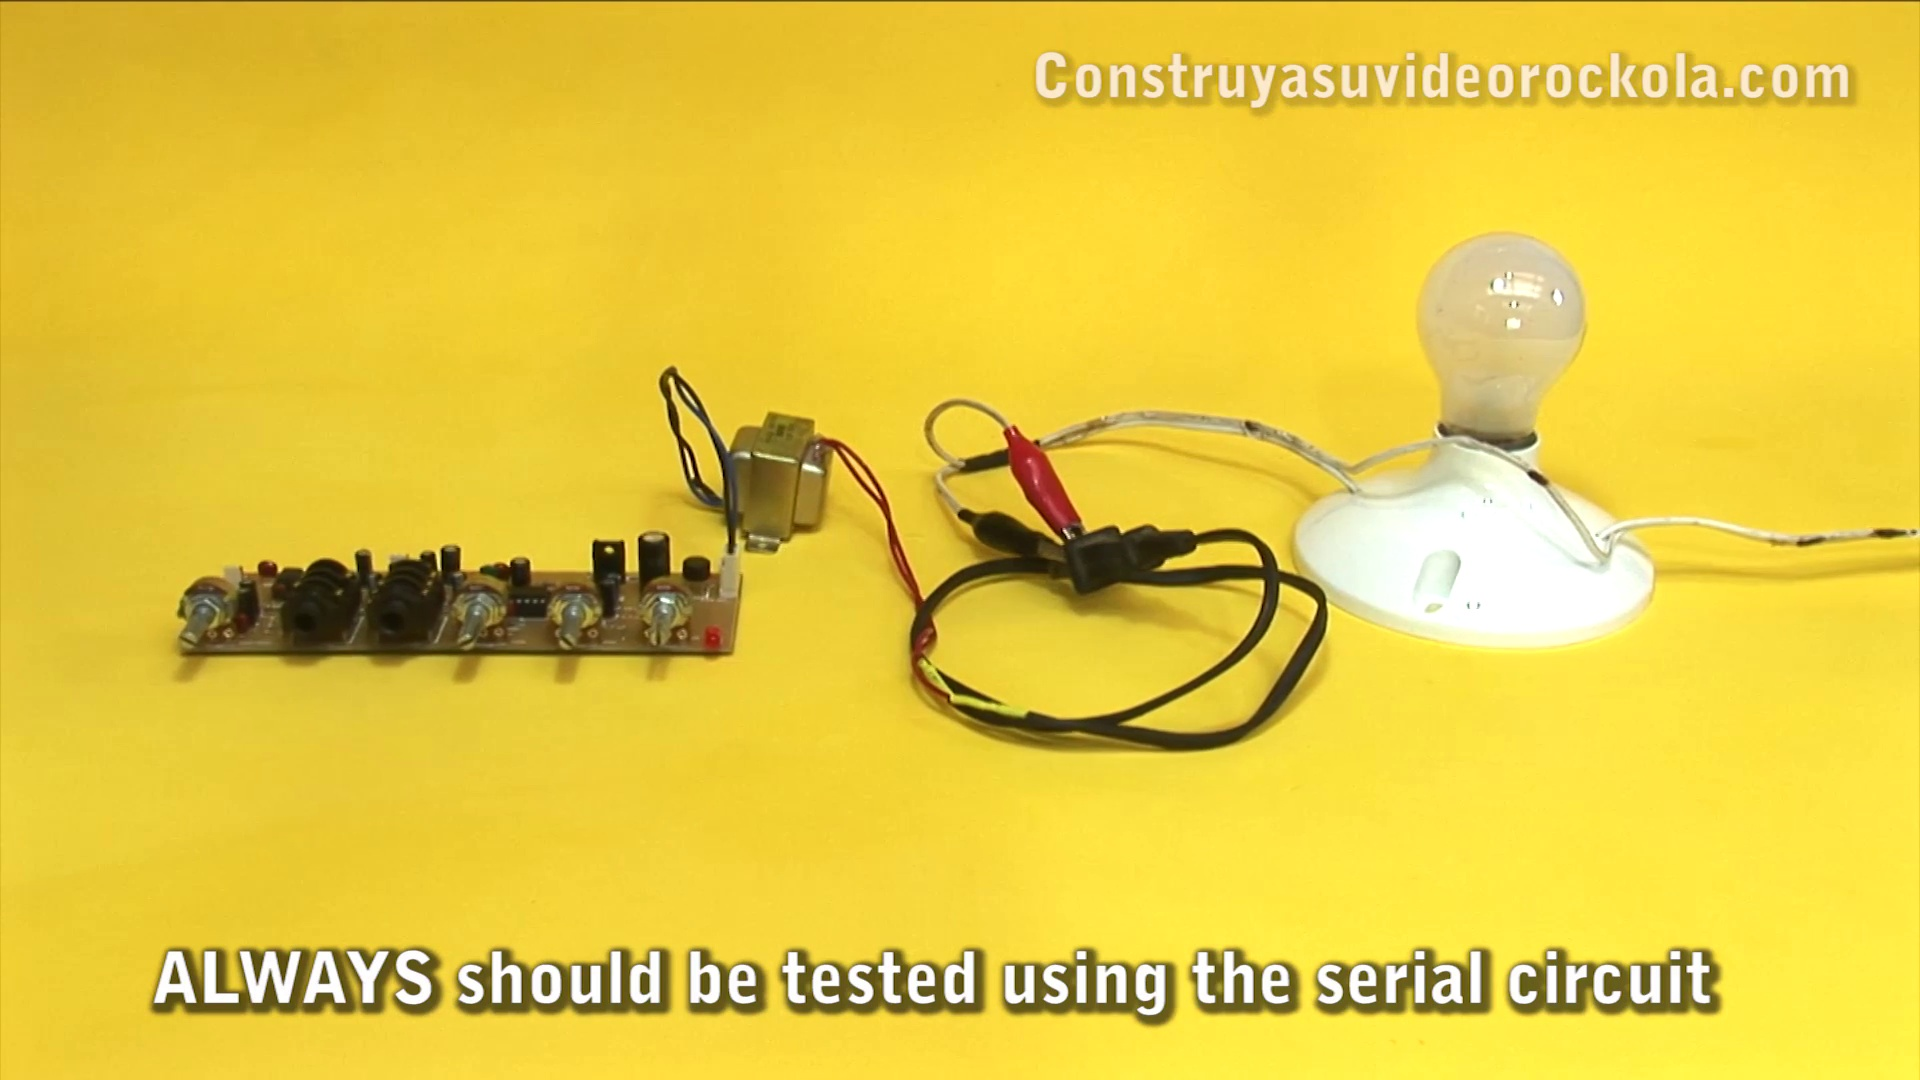 Construyasuvideorockola.com
ALWAYS should be tested using the serial circuit